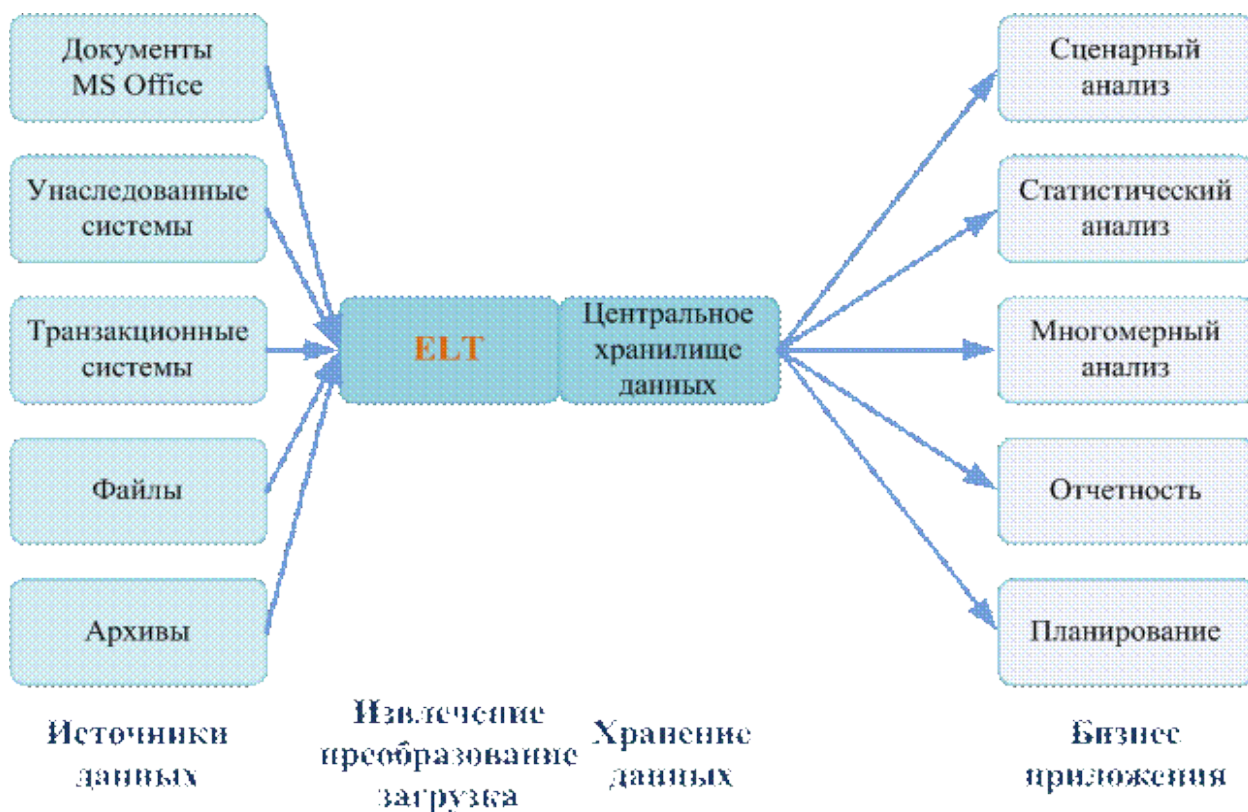 Документы
MS Office
Унаследованные
системы
Транзакционные
системы
Файлы
Архивы
ELT
Центральное
хранилище
данных
Сценарный
анализ
Статистический
анализ
Многомерный
анализ
Отчетность
Планирование
Источники
данных
Извлечение
преобразование
загрузка
Хранение
данных
Бизнес
приложения